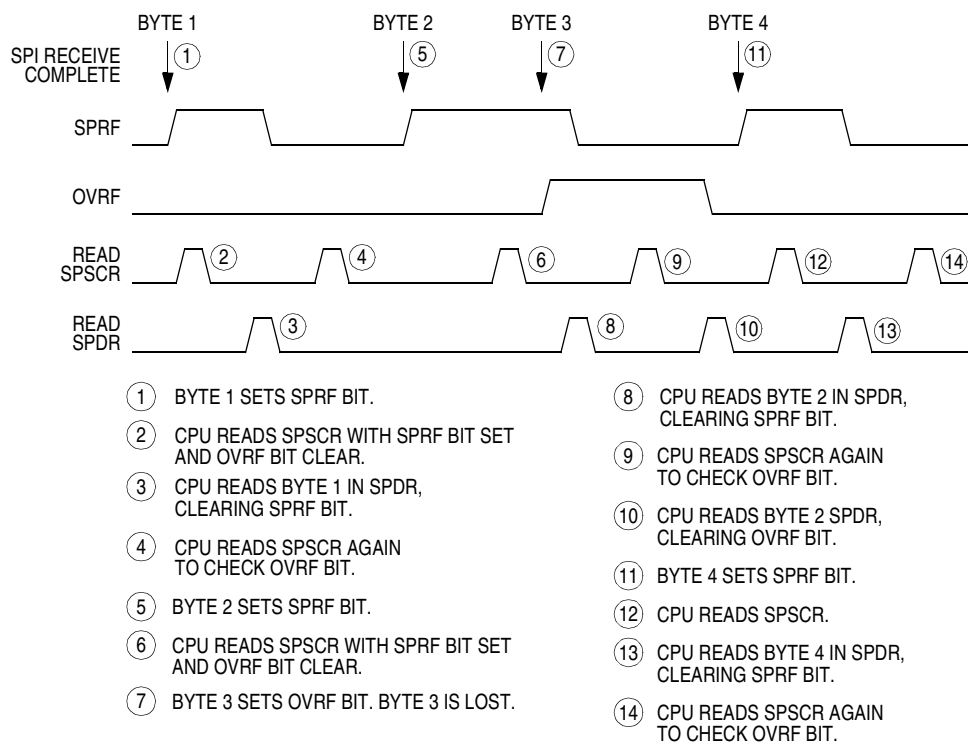 BYTE 1 BYTE 2 BYTE 3 BYTE 4
SPI RECEIVE
COMPLETE
1 5 7 11
SPRF
OVRF
READ
SPSCR
2 4 6 9 12 14
READ
SPDR
3 8 10 13
1 BYTE 1 SETS SPRF BIT.
2 CPU READS SPSCR WITH SPRF BIT SET
AND OVRF BIT CLEAR.
3 CPU READS BYTE 1 IN SPDR,
CLEARING SPRF BIT.
4 CPU READS SPSCR AGAIN
TO CHECK OVRF BIT.
5 BYTE 2 SETS SPRF BIT.
6 CPU READS SPSCR WITH SPRF BIT SET
AND OVRF BIT CLEAR.
7 BYTE 3 SETS OVRF BIT. BYTE 3 IS LOST.
8 CPU READS BYTE 2 IN SPDR,
CLEARING SPRF BIT.
9 CPU READS SPSCR AGAIN
TO CHECK OVRF BIT.
10 CPU READS BYTE 2 SPDR,
CLEARING OVRF BIT.
11 BYTE 4 SETS SPRF BIT.
12 CPU READS SPSCR.
13 CPU READS BYTE 4 IN SPDR,
CLEARING SPRF BIT.
14 CPU READS SPSCR AGAIN
TO CHECK OVRF BIT.